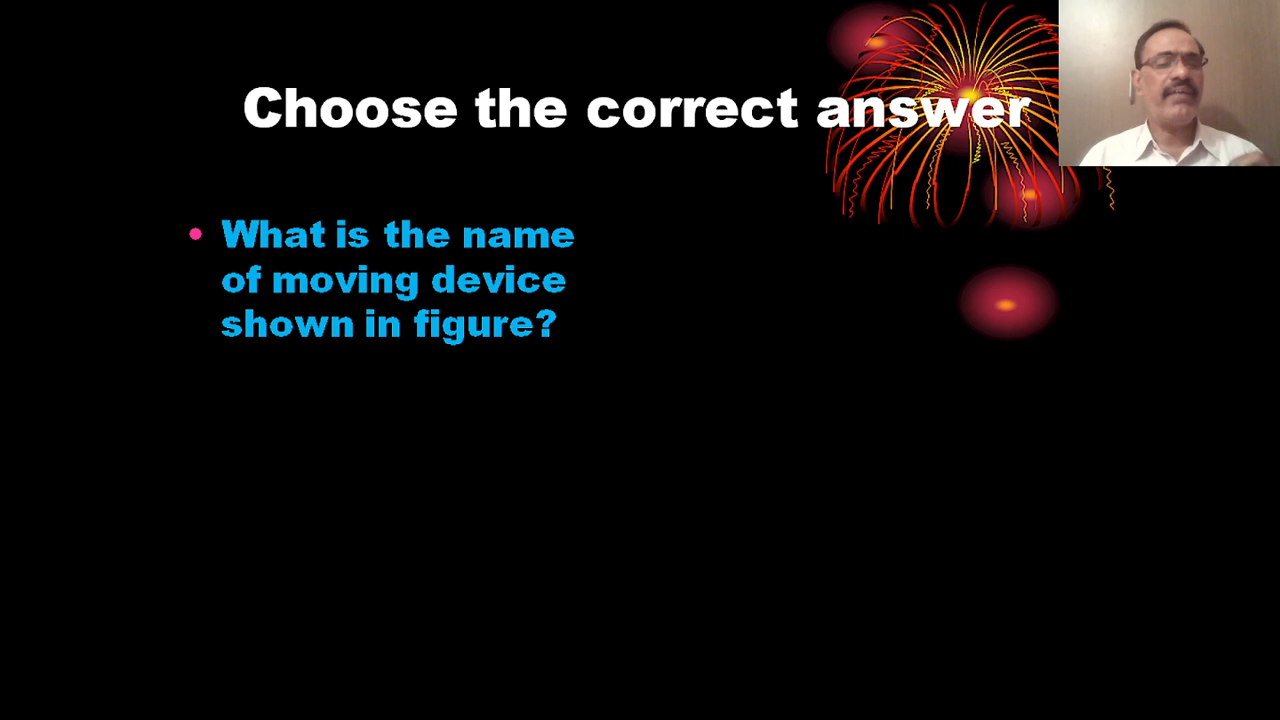 Choose the correct answer
• What is the name
of moving device
shown in figure?